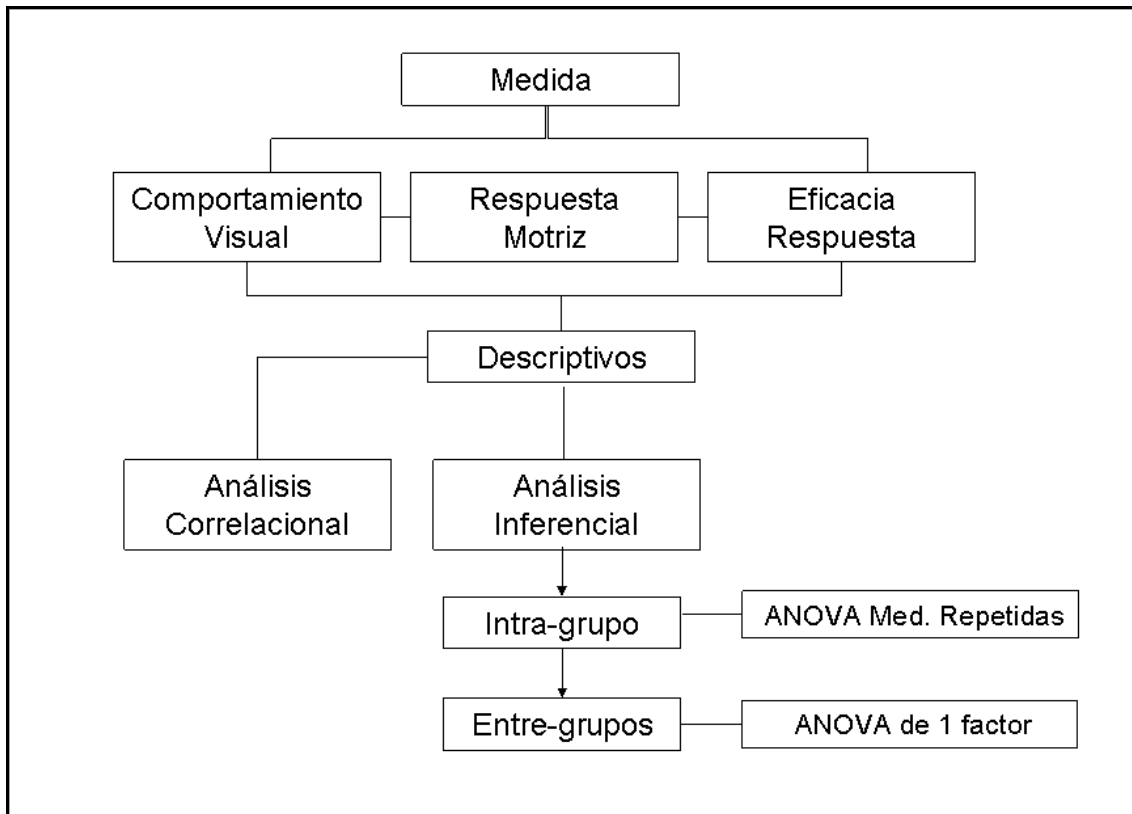 Medida
Comportamiento
Visual
Respuesta
Motriz
Eficacia
Respuesta
Descriptivos
Análisis
Correlacional
Análisis
Inferencial
Intra-grupo
ANOVA Med. Repetidas
Entre-grupos
ANOVA de 1 factor